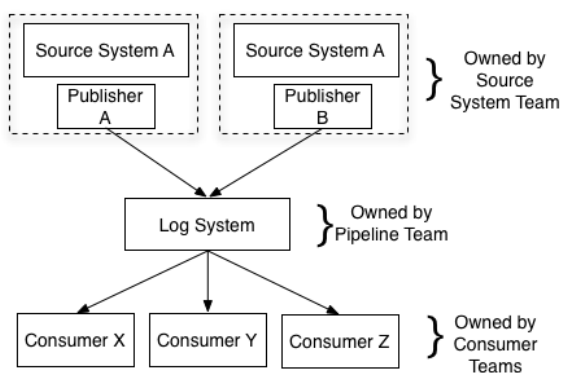 Source System A
Publisher
A
Source System A
Publisher
B
Owned by
Source
System Team
Log System
Owned by
Pipeline Team
Consumer X
Consumer Y
Consumer Z
Owned by
Consumer
Teams